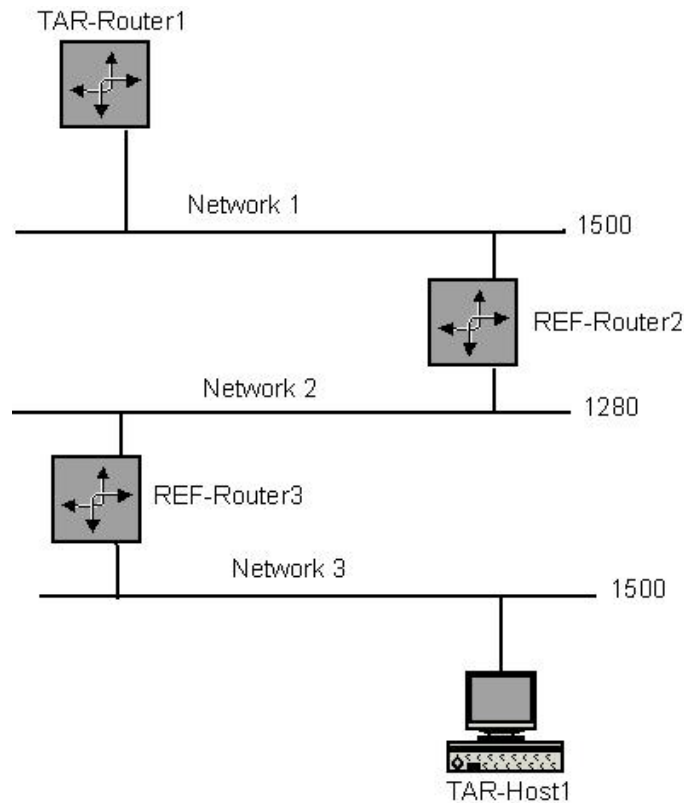 TAR-Router1
Network 1
1500
REF-Router2
Network 2
1280
REF-Router3
Network 3
1500
TAR-Host1